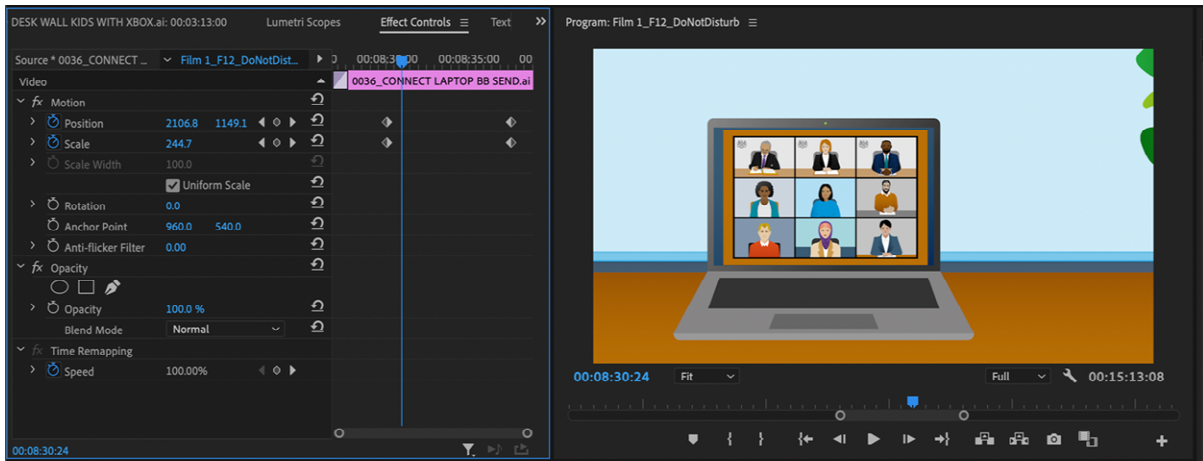 DESK WALL KIDS WITH XBOX.ai: 00:03:13:00 Lumetri Scopes Effect Controls Text Program: Film 1_F12_DoNotDisturb
Source * 0036_CONNECT ... Film 1_F12_DoNotDist... 00:08:30:00 00:08:35:00 00
Video 0036_CONNECT LAPTOP BB SEND.ai
fx Motion
Position 2106.8 1149.1
Scale 244.7
Scale Width 100.0
Uniform Scale
Rotation 0.0
Anchor Point 960.0 540.0
Anti-flicker Filter 0.00
fx Opacity
Opacity 100.0 %
Blend Mode Normal
fx Time Remapping
Speed 100.00%
00:08:30:24
00:08:30:24 Fit Full 00:15:13:08